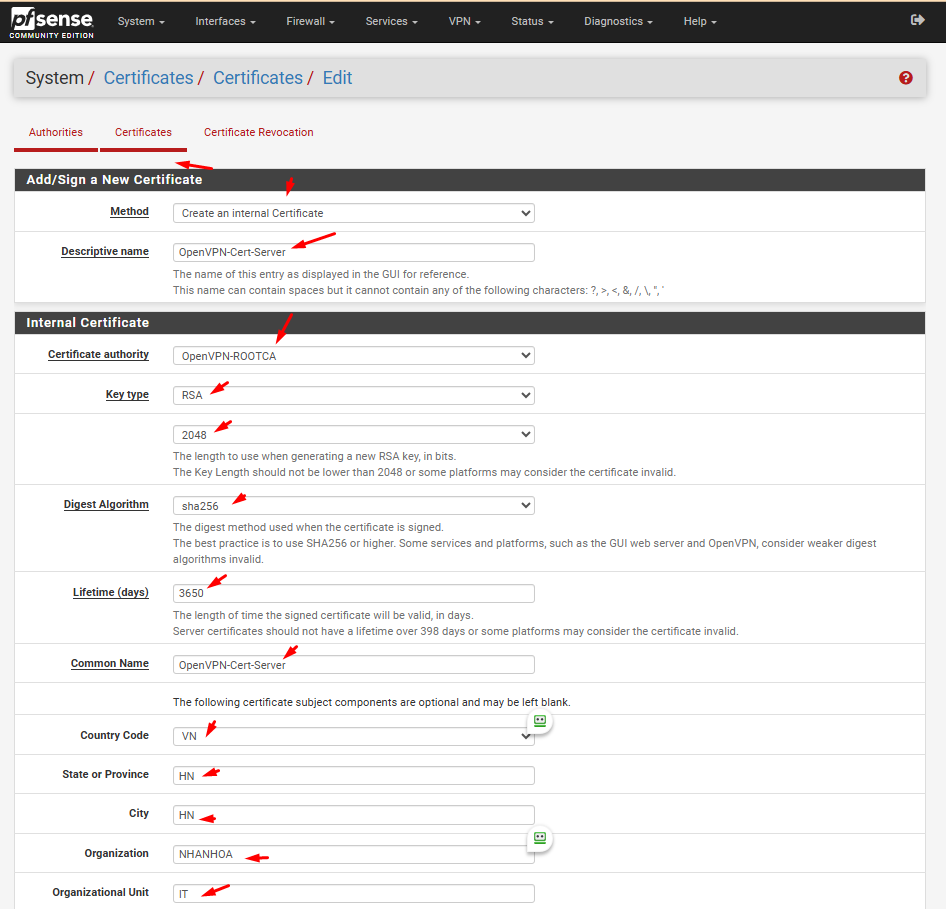 pfsense
COMMUNITY EDITION
System Interfaces Firewall Services VPN Status Diagnostics Help
System / Certificates / Certificates / Edit
Authorities Certificates Certificate Revocation
Add/Sign a New Certificate
Method Create an internal Certificate
Descriptive name OpenVPN-Cert-Server
The name of this entry as displayed in the GUI for reference.
This name can contain spaces but it cannot contain any of the following characters: ?, >, <, &, /, \, ", '
Internal Certificate
Certificate authority OpenVPN-ROOTCA
Key type RSA
2048
The length to use when generating a new RSA key, in bits.
The Key Length should not be lower than 2048 or some platforms may consider the certificate invalid.
Digest Algorithm sha256
The digest method used when the certificate is signed.
The best practice is to use SHA256 or higher. Some services and platforms, such as the GUI web server and OpenVPN, consider weaker digest
algorithms invalid.
Lifetime (days) 3650
The length of time the signed certificate will be valid, in days.
Server certificates should not have a lifetime over 398 days or some platforms may consider the certificate invalid.
Common Name OpenVPN-Cert-Server
The following certificate subject components are optional and may be left blank.
Country Code VN
State or Province HN
City HN
Organization NHANHOA
Organizational Unit IT